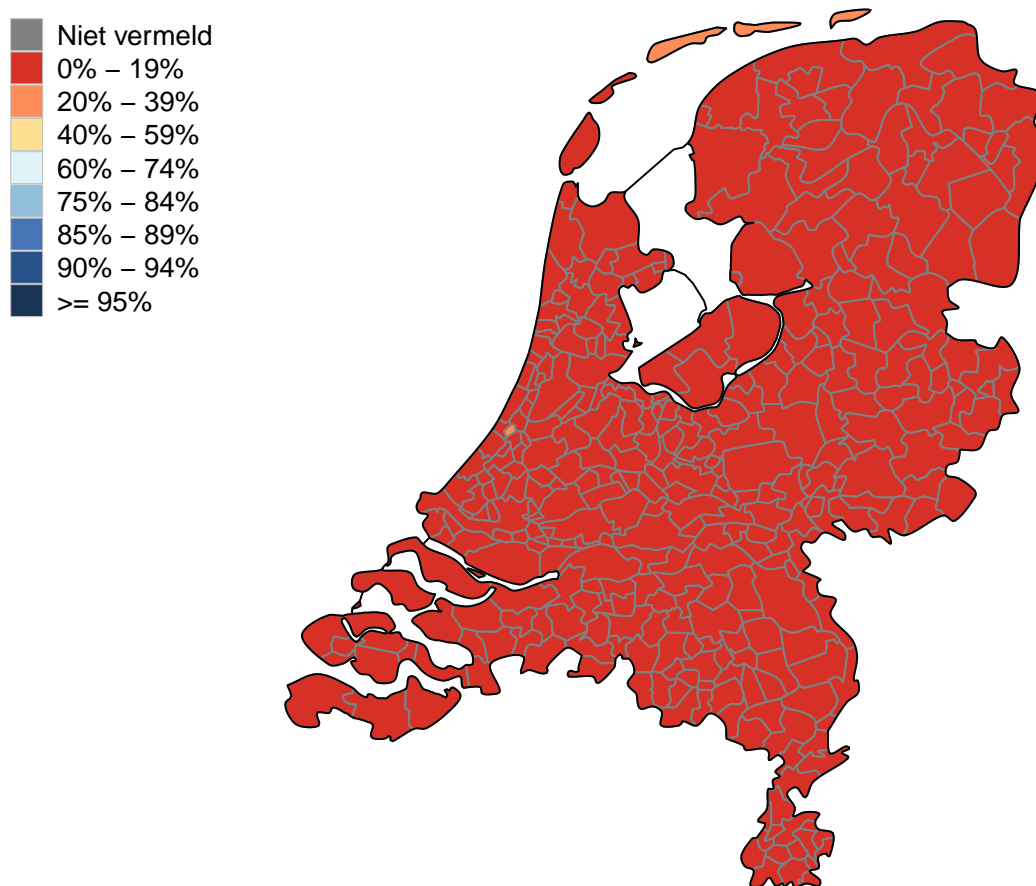 Niet vermeld
0% – 19%
20% – 39%
40% – 59%
60% – 74%
75% – 84%
85% – 89%
90% – 94%
>= 95%